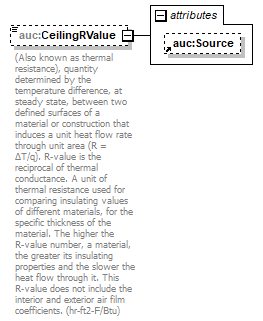 attributes
auc:CeilingRValue
auc:Source
(Also known as thermal
resistance), quantity
determined by the
temperature difference, at
steady state, between two
defined surfaces of a
material or construction that
induces a unit heat flow rate
through unit area (R =
ΔT/q). R-value is the
reciprocal of thermal
conductance. A unit of
thermal resistance used for
comparing insulating values
of different materials, for the
specific thickness of the
material. The higher the
R-value number, a material,
the greater its insulating
properties and the slower the
heat flow through it. This
R-value does not include the
interior and exterior air film
coefficients. (hr-ft2-F/Btu)